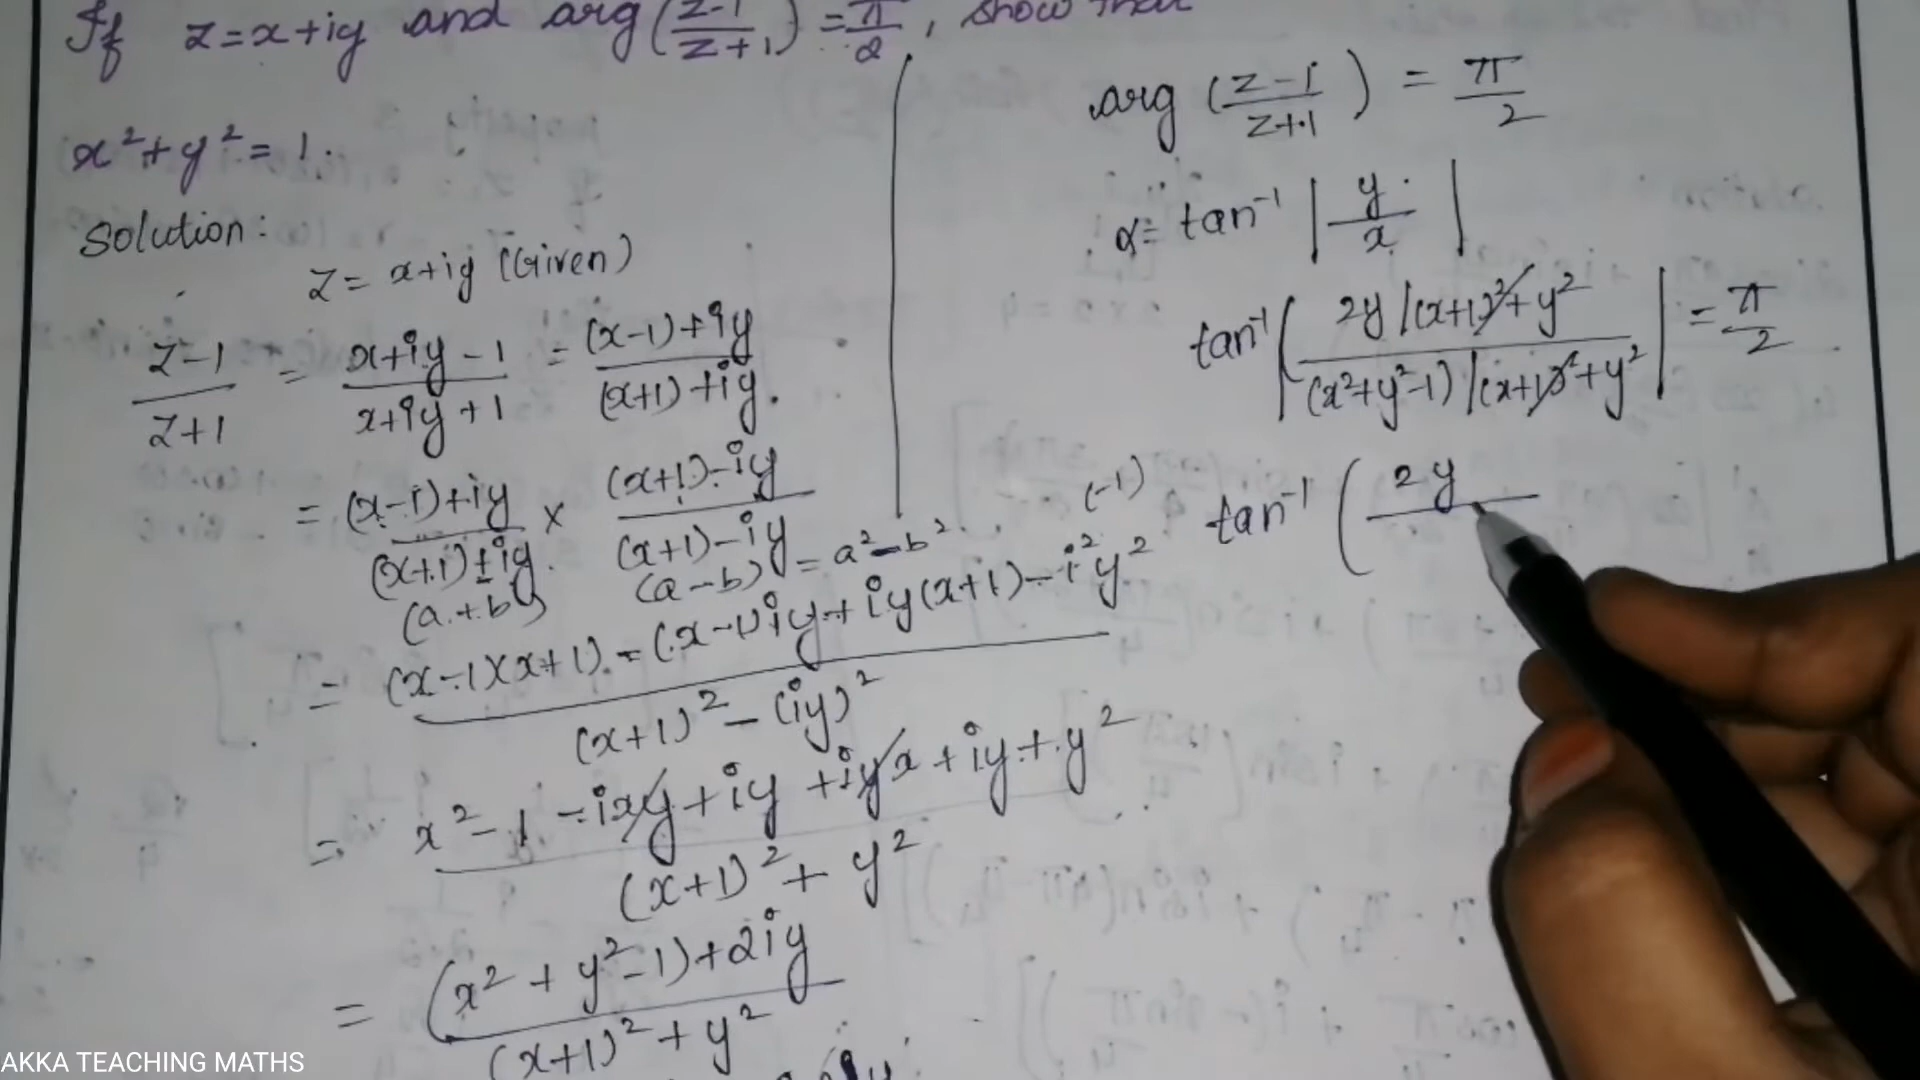 If z=x+iy and arg(z-1/z+1)=π/2, show that
x²+y²=1.
Solution:
z= x+iy (Given)
z-1/z+1 = x+iy-1/x+iy+1 = (x-1)+iy/(x+1)+iy.
= (x-1)+iy/(x+1)+iy × (x+1)-iy/(x+1)-iy
(a+b) (a-b) = a²-b²
= (x-1)(x+1)-(x-1)iy+iy(x+1)-i²y²/(x+1)²-(iy)²
= x²-1-ixy+iy+iyx+iy+y²/(x+1)²+y²
= (x²+y²-1)+2iy/(x+1)²+y²
arg(z-1/z+1) = π/2
α= tan⁻¹|y/x|
tan⁻¹|2y/(x+1)²+y²/(x²+y²-1)/(x+1)²+y²|=π/2
(-1)
tan⁻¹(2y
AKKA TEACHING MATHS